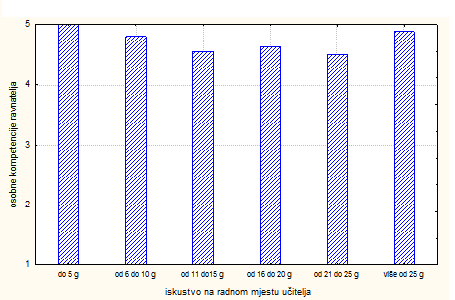 osobne kompetencije ravnatelja
5
4
3
2
1
do 5 g od 6 do 10 g od 11 do15 g od 16 do 20 g od 21 do 25 g više od 25 g
iskustvo na radnom mjestu učitelja